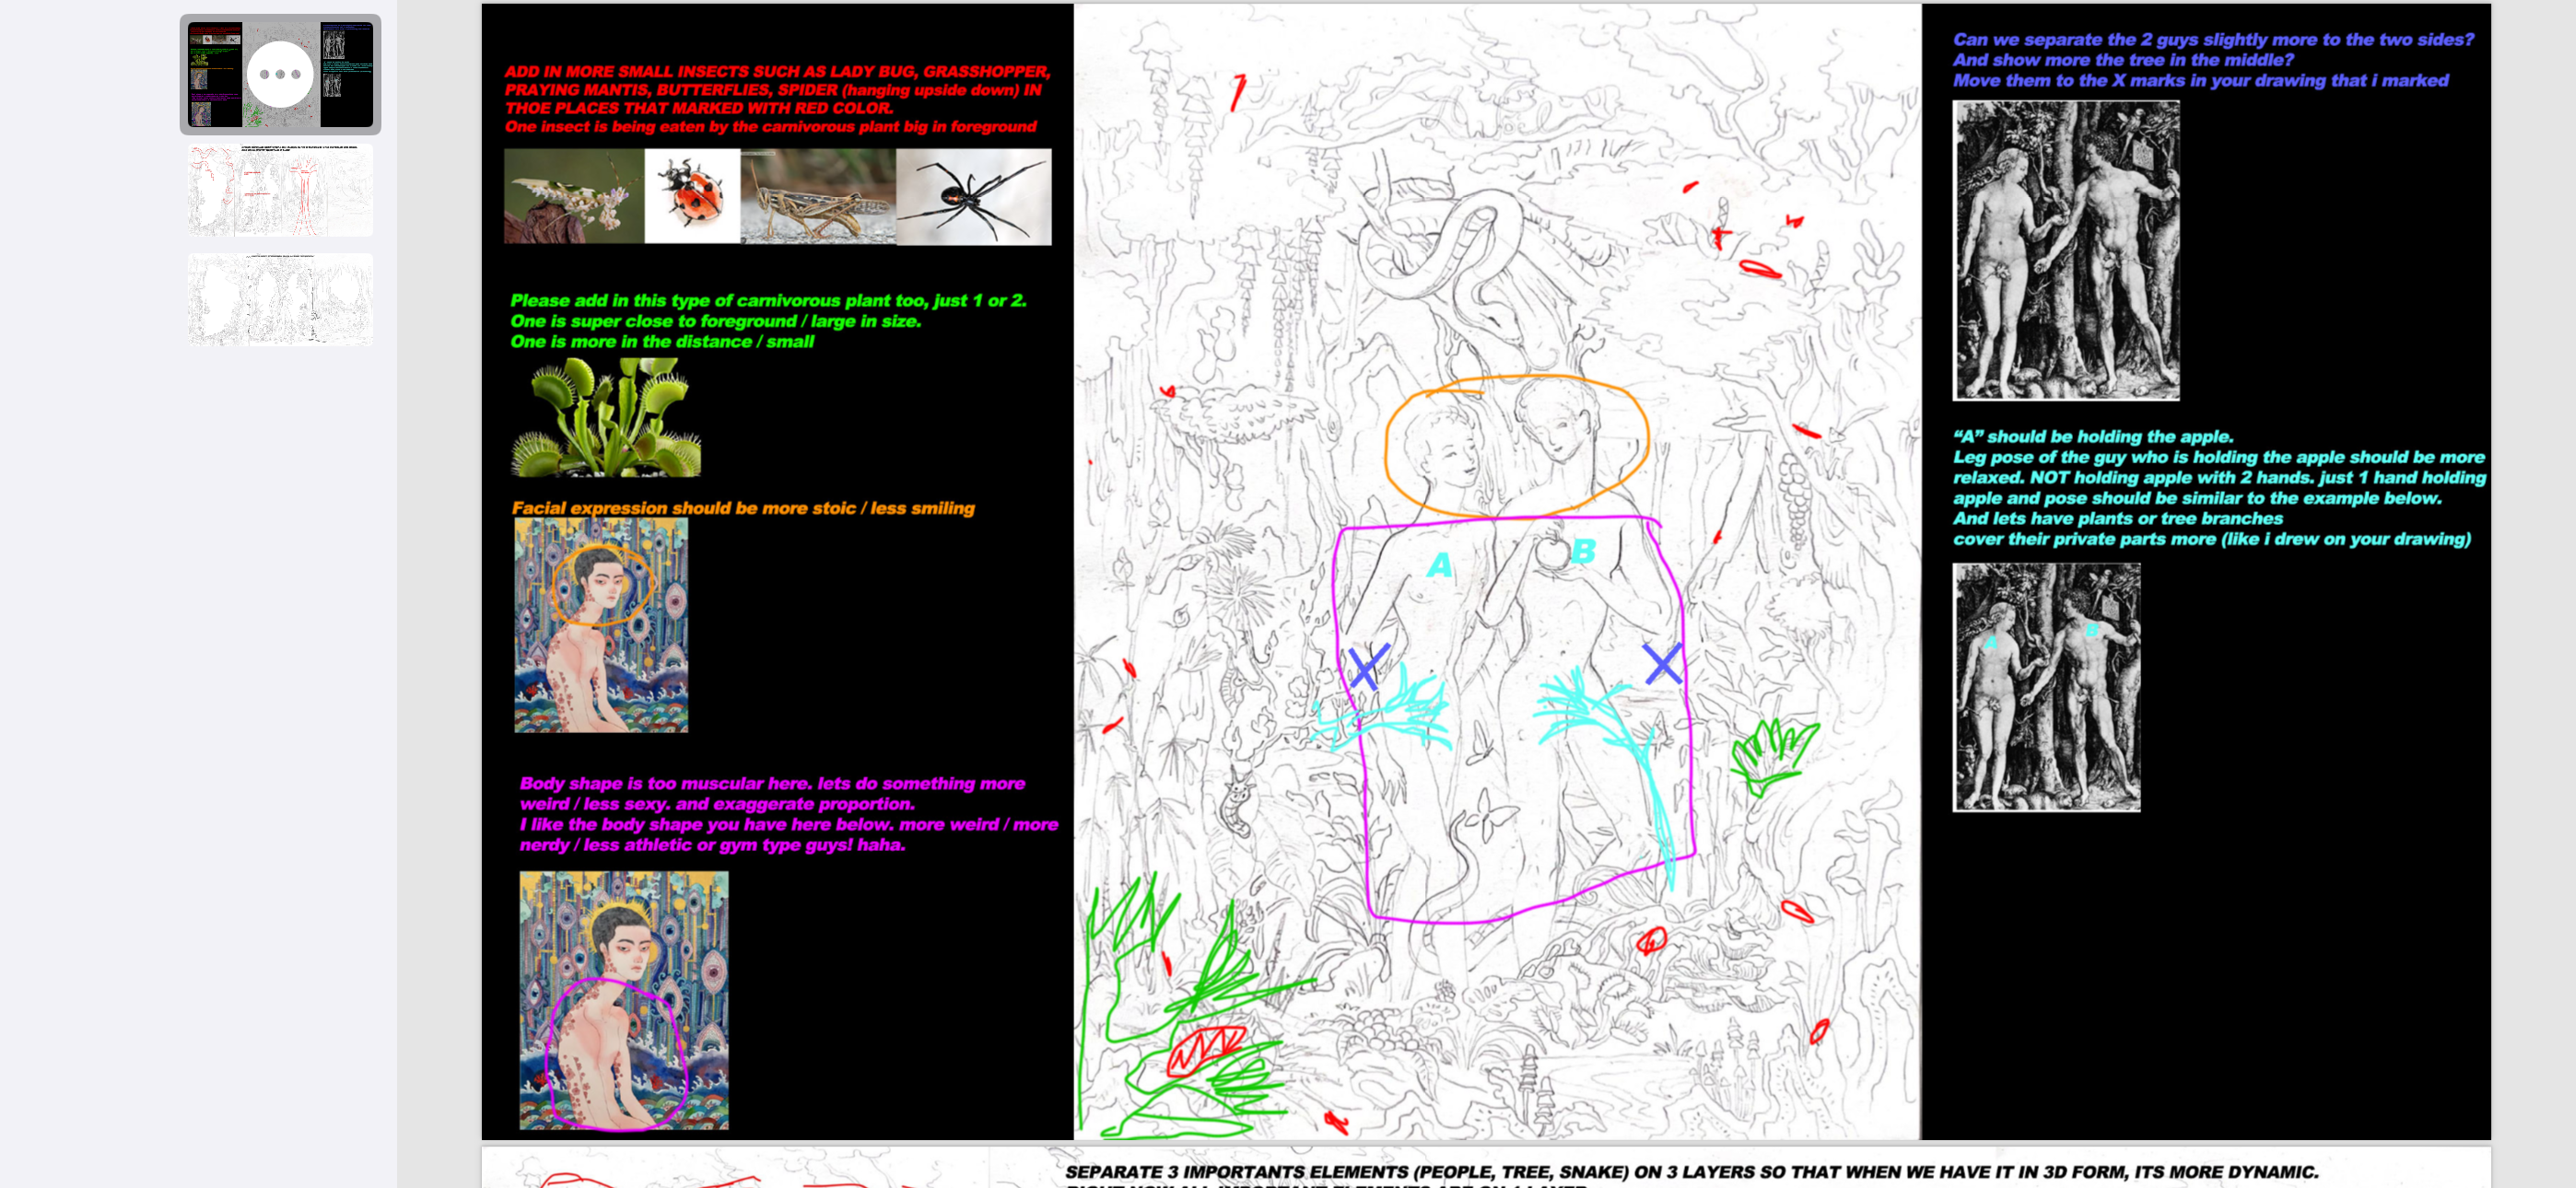 ADD IN MORE SMALL INSECTS SUCH AS LADY BUG, GRASSHOPPER,
PRAYING MANTIS, BUTTERFLIES, SPIDER (hanging upside down) IN
THOE PLACES THAT MARKED WITH RED COLOR.
One insect is being eaten by the carnivorous plant big in foreground
Please add in this type of carnivorous plant too, just 1 or 2.
One is super close to foreground / large in size.
One is more in the distance / small
Facial expression should be more stoic / less smiling
Body shape is too muscular here. lets do something more
weird / less sexy. and exaggerate proportion.
I like the body shape you have here below. more weird / more
nerdy / less athletic or gym type guys! haha.
A
B
Can we separate the 2 guys slightly more to the two sides?
And show more the tree in the middle?
Move them to the X marks in your drawing that i marked
“A” should be holding the apple.
Leg pose of the guy who is holding the apple should be more
relaxed. NOT holding apple with 2 hands. just 1 hand holding
apple and pose should be similar to the example below.
And lets have plants or tree branches
cover their private parts more (like i drew on your drawing)
A
B
SEPARATE 3 IMPORTANTS ELEMENTS (PEOPLE, TREE, SNAKE) ON 3 LAYERS SO THAT WHEN WE HAVE IT IN 3D FORM, ITS MORE DYNAMIC.
RIGHT NOW ALL IMPORTANT ELEMENTS ARE ON 1 LAYER